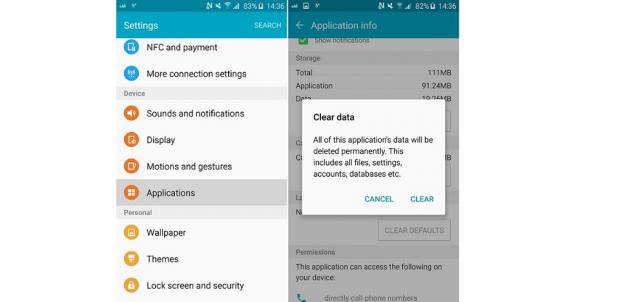 83% 14:36
Settings
SEARCH
NFC and payment
More connection settings
Device
Sounds and notifications
Display
Motions and gestures
Applications
Personal
Wallpaper
Themes
Lock screen and security
82% 14:36
Application info
Show notifications
Storage
Total 111MB
Application 91.24MB
Data 19.26MB
Clear data
All of this application's data will be
deleted permanently. This
includes all files, settings,
accounts, databases etc.
CANCEL CLEAR
CLEAR DEFAULTS
Permissions
This application can access the following on
your device:
directly call phone numbers